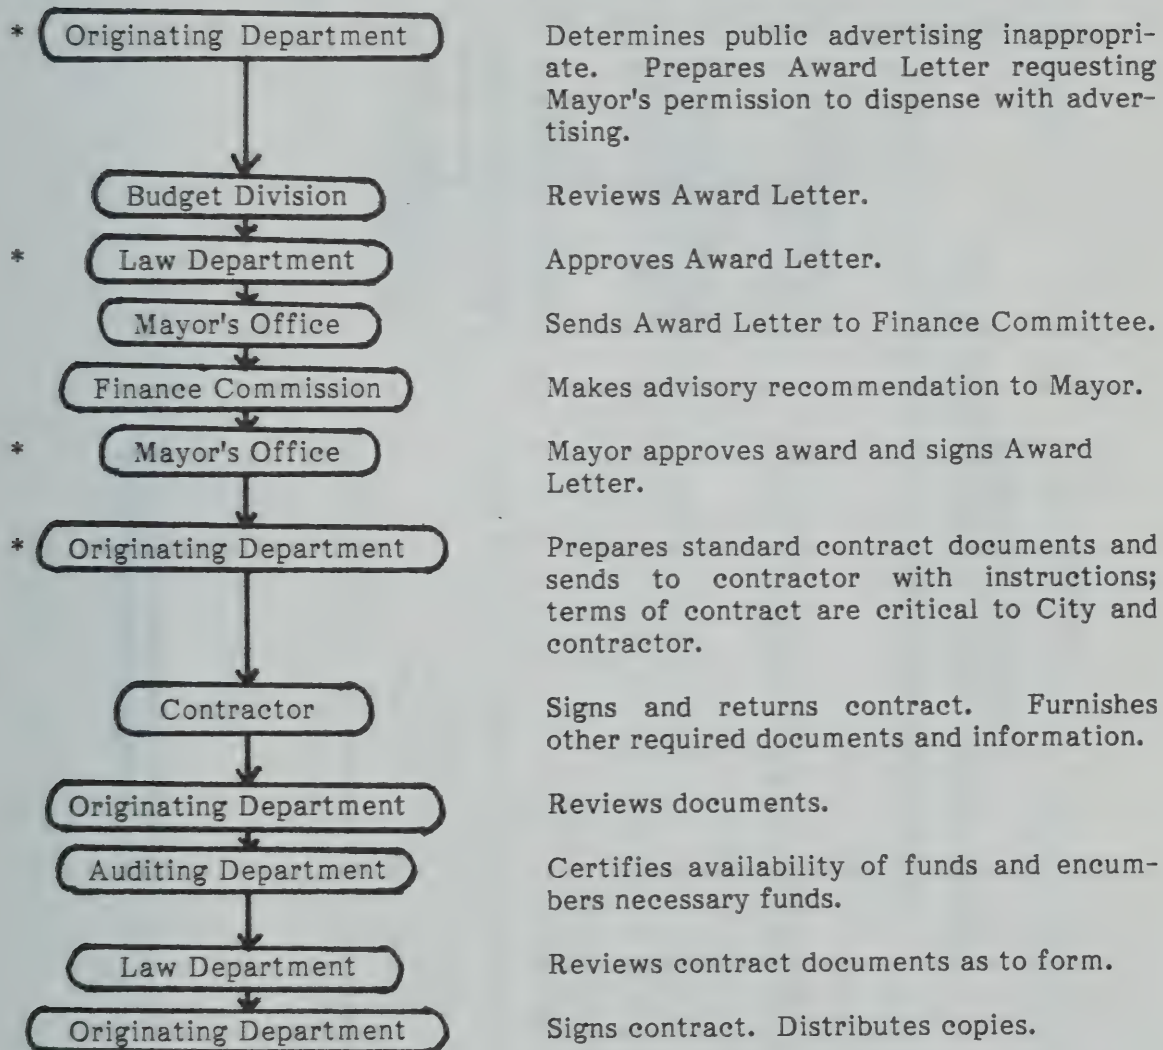 * Originating Department
Determines public advertising inappropri-
ate. Prepares Award Letter requesting
Mayor's permission to dispense with adver-
tising.
Budget Division
Reviews Award Letter.
* Law Department
Approves Award Letter.
Mayor's Office
Sends Award Letter to Finance Committee.
Finance Commission
Makes advisory recommendation to Mayor.
* Mayor's Office
Mayor approves award and signs Award
Letter.
* Originating Department
Prepares standard contract documents and
sends to contractor with instructions;
terms of contract are critical to City and
contractor.
Contractor
Signs and returns contract. Furnishes
other required documents and information.
Originating Department
Reviews documents.
Auditing Department
Certifies availability of funds and encum-
bers necessary funds.
Law Department
Reviews contract documents as to form.
Originating Department
Signs contract. Distributes copies.